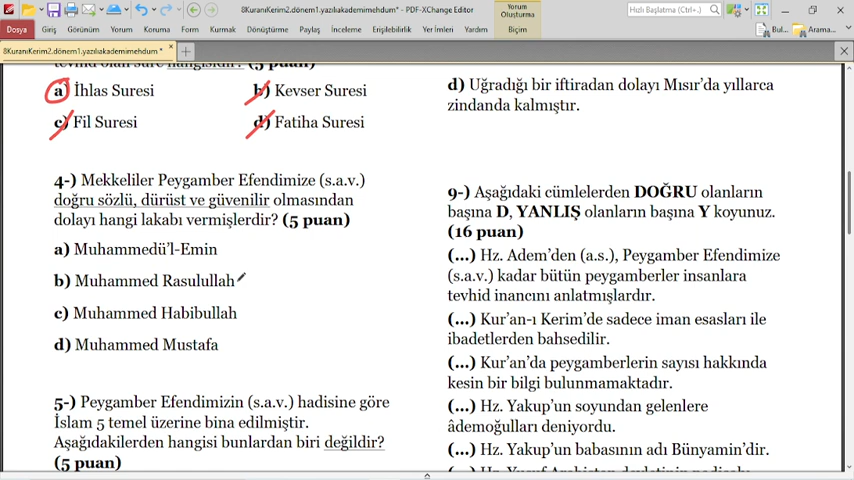 8KuranıKerim2.dönem1.yazılıakademimehdum* - PDF-XChange Editor
Yorum
Oluşturma
Hızlı Başlatma (Ctrl+.)
Dosya
Giriş
Görünüm
Yorum
Kurumak
Form
Dönüştürme
Paylaş
İnceleme
Erişilebilirlik
Yer İmleri
Yardım
Biçim
Bul...
Arama...
8KuranıKerim2.dönem1.yazılıakademimehdum *
tevhid olan sure hangisidir? (5 puan)
a) İhlas Suresi
b) Kevser Suresi
c) Fil Suresi
d) Fatiha Suresi
4-) Mekkeliler Peygamber Efendimize (s.a.v.)
doğru sözlü, dürüst ve güvenilir olmasından
dolayı hangi lakabı vermişlerdir? (5 puan)
a) Muhammedü'l-Emin
b) Muhammed Rasulullah
c) Muhammed Habibullah
d) Muhammed Mustafa
5-) Peygamber Efendimizin (s.a.v.) hadisine göre
İslam 5 temel üzerine bina edilmiştir.
Aşağıdakilerden hangisi bunlardan biri değildir?
(5 puan)
d) Uğradığı bir iftiradan dolayı Mısır'da yıllarca
zindanda kalmıştır.
9-) Aşağıdaki cümlelerden DOĞRU olanların
başına D, YANLIŞ olanların başına Y koyunuz.
(16 puan)
(...) Hz. Adem'den (a.s.), Peygamber Efendimize
(s.a.v.) kadar bütün peygamberler insanlara
tevhid inancını anlatmışlardır.
(...) Kur'an-ı Kerim'de sadece iman esasları ile
ibadetlerden bahsedilir.
(...) Kur'an'da peygamberlerin sayısı hakkında
kesin bir bilgi bulunmamaktadır.
(...) Hz. Yakup'un soyundan gelenlere
âdemoğulları deniyordu.
(...) Hz. Yakup'un babasının adı Bünyamin'dir.